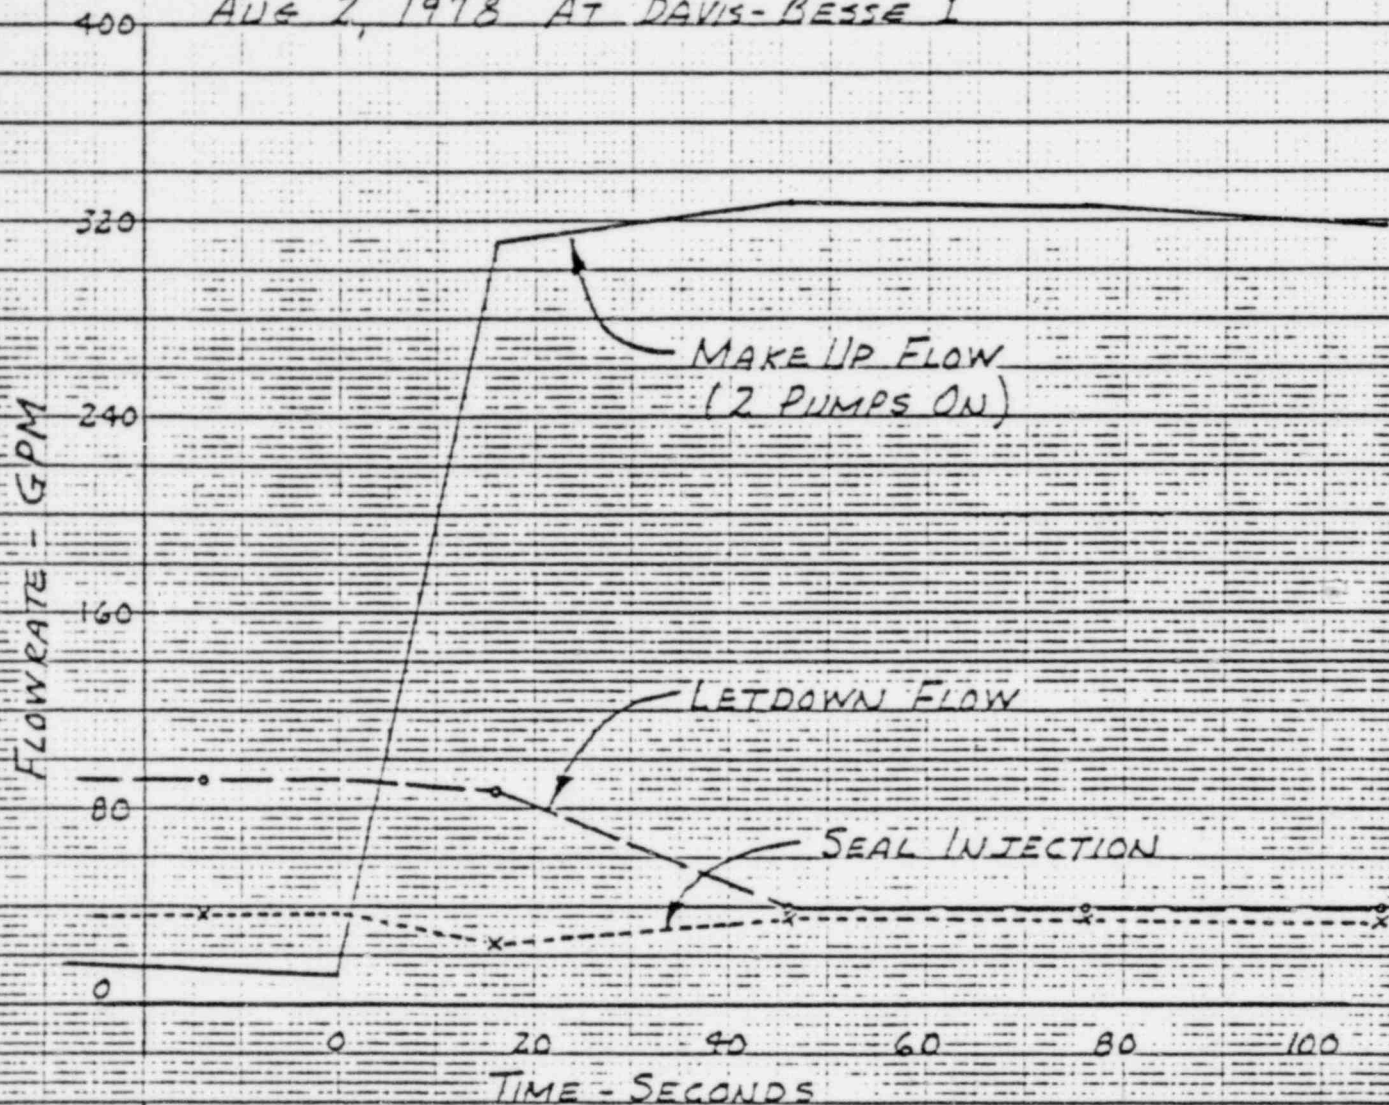 AUG 2, 1978 AT DAVIS-BESSE 1
400
320
240
160
80
0
FLOWRATE - GPM
MAKE UP FLOW
(2 PUMPS ON)
LETDOWN FLOW
SEAL INJECTION
0 20 40 60 80 100
TIME - SECONDS